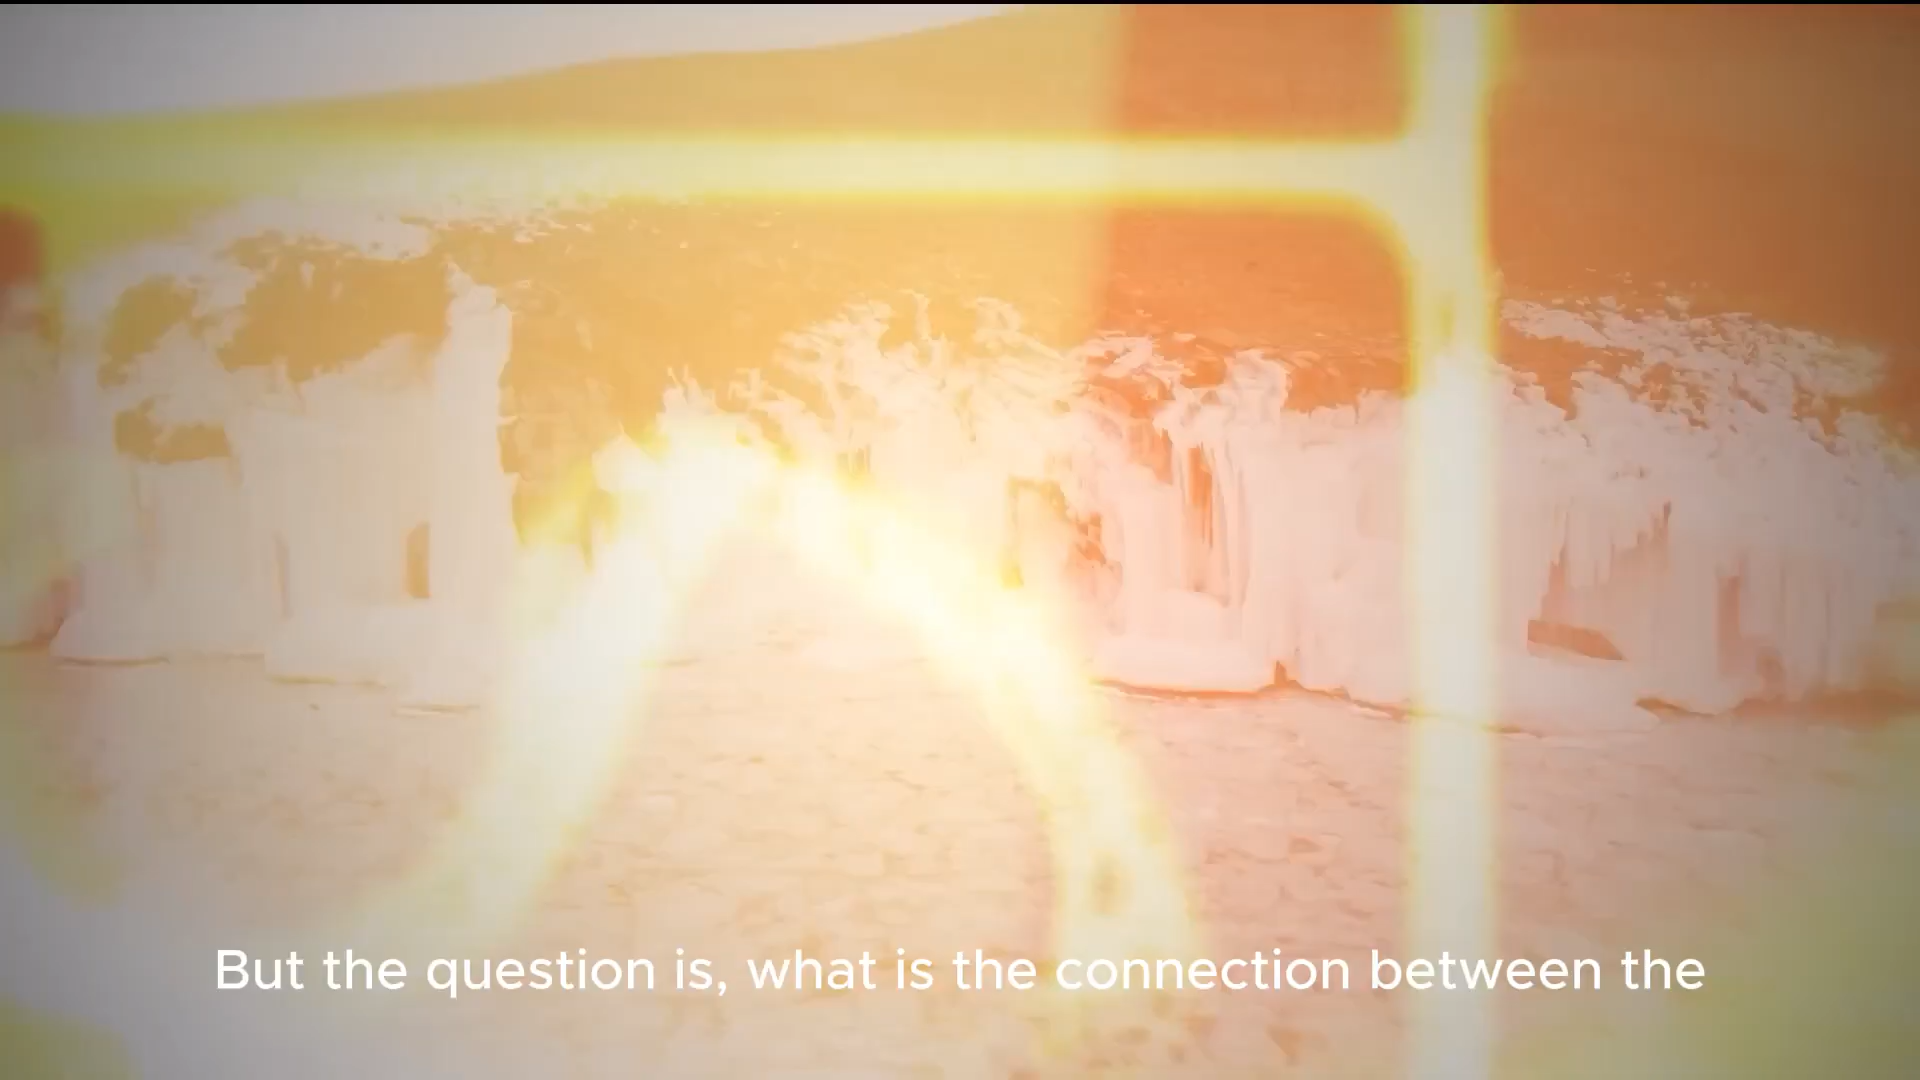 But the question is, what is the connection between the